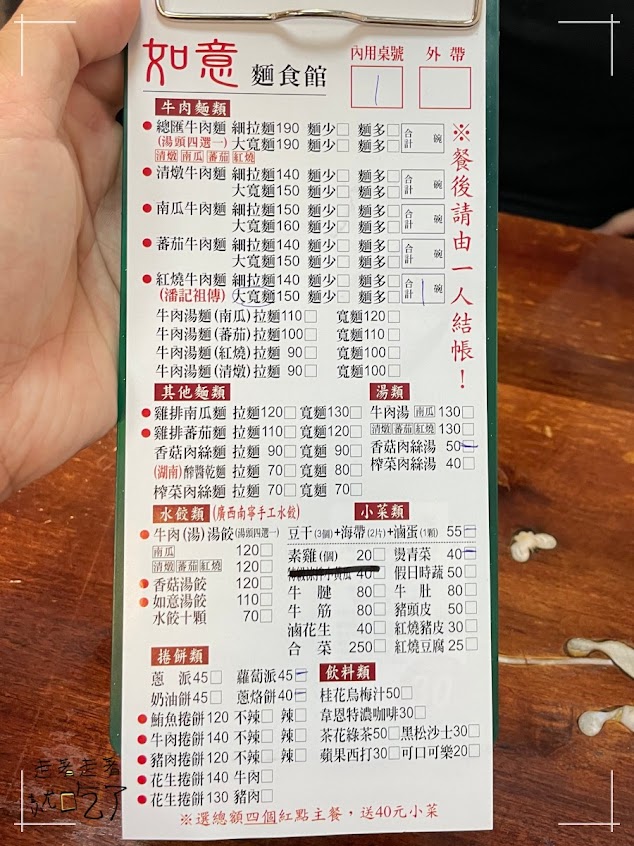 如意 麵食館 內用桌號 外帶
1
牛肉麵類
總匯牛肉麵 細拉麵190 麵少 麵多 合計 碗
(湯頭四選一) 大寬麵190 麵少 麵多
清燉 南瓜 蕃茄 紅燒
清燉牛肉麵 細拉麵140 麵少 麵多 合計 碗
大寬麵150 麵少 麵多
南瓜牛肉麵 細拉麵150 麵少 麵多 合計 碗
大寬麵160 麵少 麵多
蕃茄牛肉麵 細拉麵140 麵少 麵多 合計 碗
大寬麵150 麵少 麵多
紅燒牛肉麵 細拉麵140 麵少 麵多 合計 1 碗
(潘記祖傳) 大寬麵150 麵少 麵多
牛肉湯麵(南瓜)拉麵110 寬麵120
牛肉湯麵(蕃茄)拉麵100 寬麵110
牛肉湯麵(紅燒)拉麵 90 寬麵100
牛肉湯麵(清燉)拉麵 90 寬麵100
※餐後請由一人結帳！
其他麵類
雞排南瓜麵 拉麵120 寬麵130
雞排蕃茄麵 拉麵110 寬麵120
香菇肉絲麵 拉麵 90 寬麵 90
(湖南)醡醬乾麵 拉麵 70 寬麵 80
榨菜肉絲麵 拉麵 70 寬麵 70
湯類
牛肉湯 南瓜 130
清燉 蕃茄 紅燒 130
香菇肉絲湯 50
榨菜肉絲湯 40
水餃類 (廣西南寧手工水餃)
牛肉(湯)湯餃(湯頭四選一)
南瓜 120
清燉 蕃茄 紅燒 120
香菇湯餃 120
如意湯餃 110
水餃十顆 70
小菜類
豆干(3個)+海帶(2片)+滷蛋(1顆) 55
素雞(個) 20 燙青菜 40
黃瓜 40 假日時蔬 50
牛腱 80 牛肚 80
牛筋 80 豬頭皮 50
滷花生 40 紅燒豬皮 30
合菜 250 紅燒豆腐 25
捲餅類
蔥派45 蘿蔔派45
奶油餅45 蔥烙餅40
鮪魚捲餅120 不辣 辣
牛肉捲餅140 不辣 辣
豬肉捲餅120 不辣 辣
花生捲餅140 牛肉
花生捲餅130 豬肉
飲料類
桂花烏梅汁50
韋恩特濃咖啡30
茶花綠茶50 黑松沙士30
蘋果西打30 可口可樂20
※選總額四個紅點主餐，送40元小菜
走著走著
就吃了